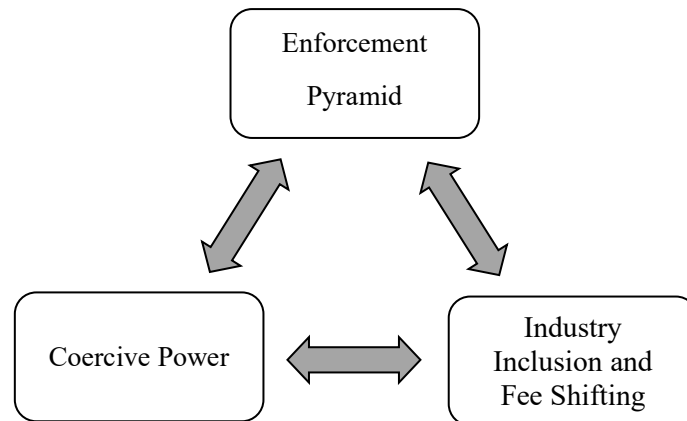 Enforcement
Pyramid
Coercive Power
Industry
Inclusion and
Fee Shifting